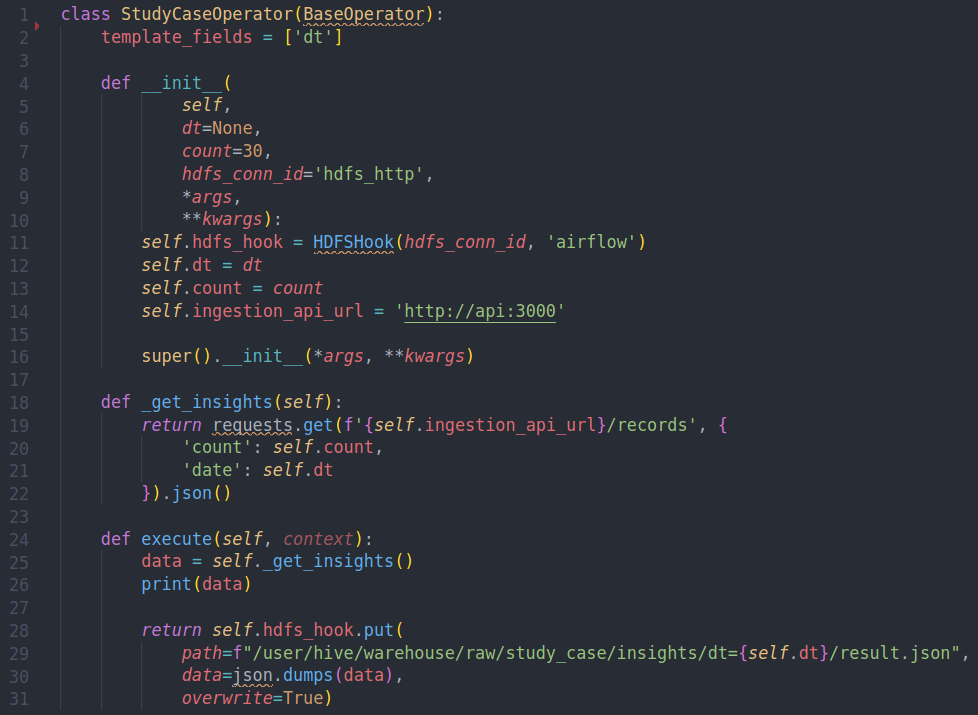 1 class StudyCaseOperator(BaseOperator):
2     template_fields = ['dt']
3
4     def __init__(
5             self,
6             dt=None,
7             count=30,
8             hdfs_conn_id='hdfs_http',
9             *args,
10             **kwargs):
11         self.hdfs_hook = HDFSHook(hdfs_conn_id, 'airflow')
12         self.dt = dt
13         self.count = count
14         self.ingestion_api_url = 'http://api:3000'
15
16         super().__init__(*args, **kwargs)
17
18     def _get_insights(self):
19         return requests.get(f'{self.ingestion_api_url}/records', {
20             'count': self.count,
21             'date': self.dt
22         }).json()
23
24     def execute(self, context):
25         data = self._get_insights()
26         print(data)
27
28         return self.hdfs_hook.put(
29             path=f"/user/hive/warehouse/raw/study_case/insights/dt={self.dt}/result.json",
30             data=json.dumps(data),
31             overwrite=True)